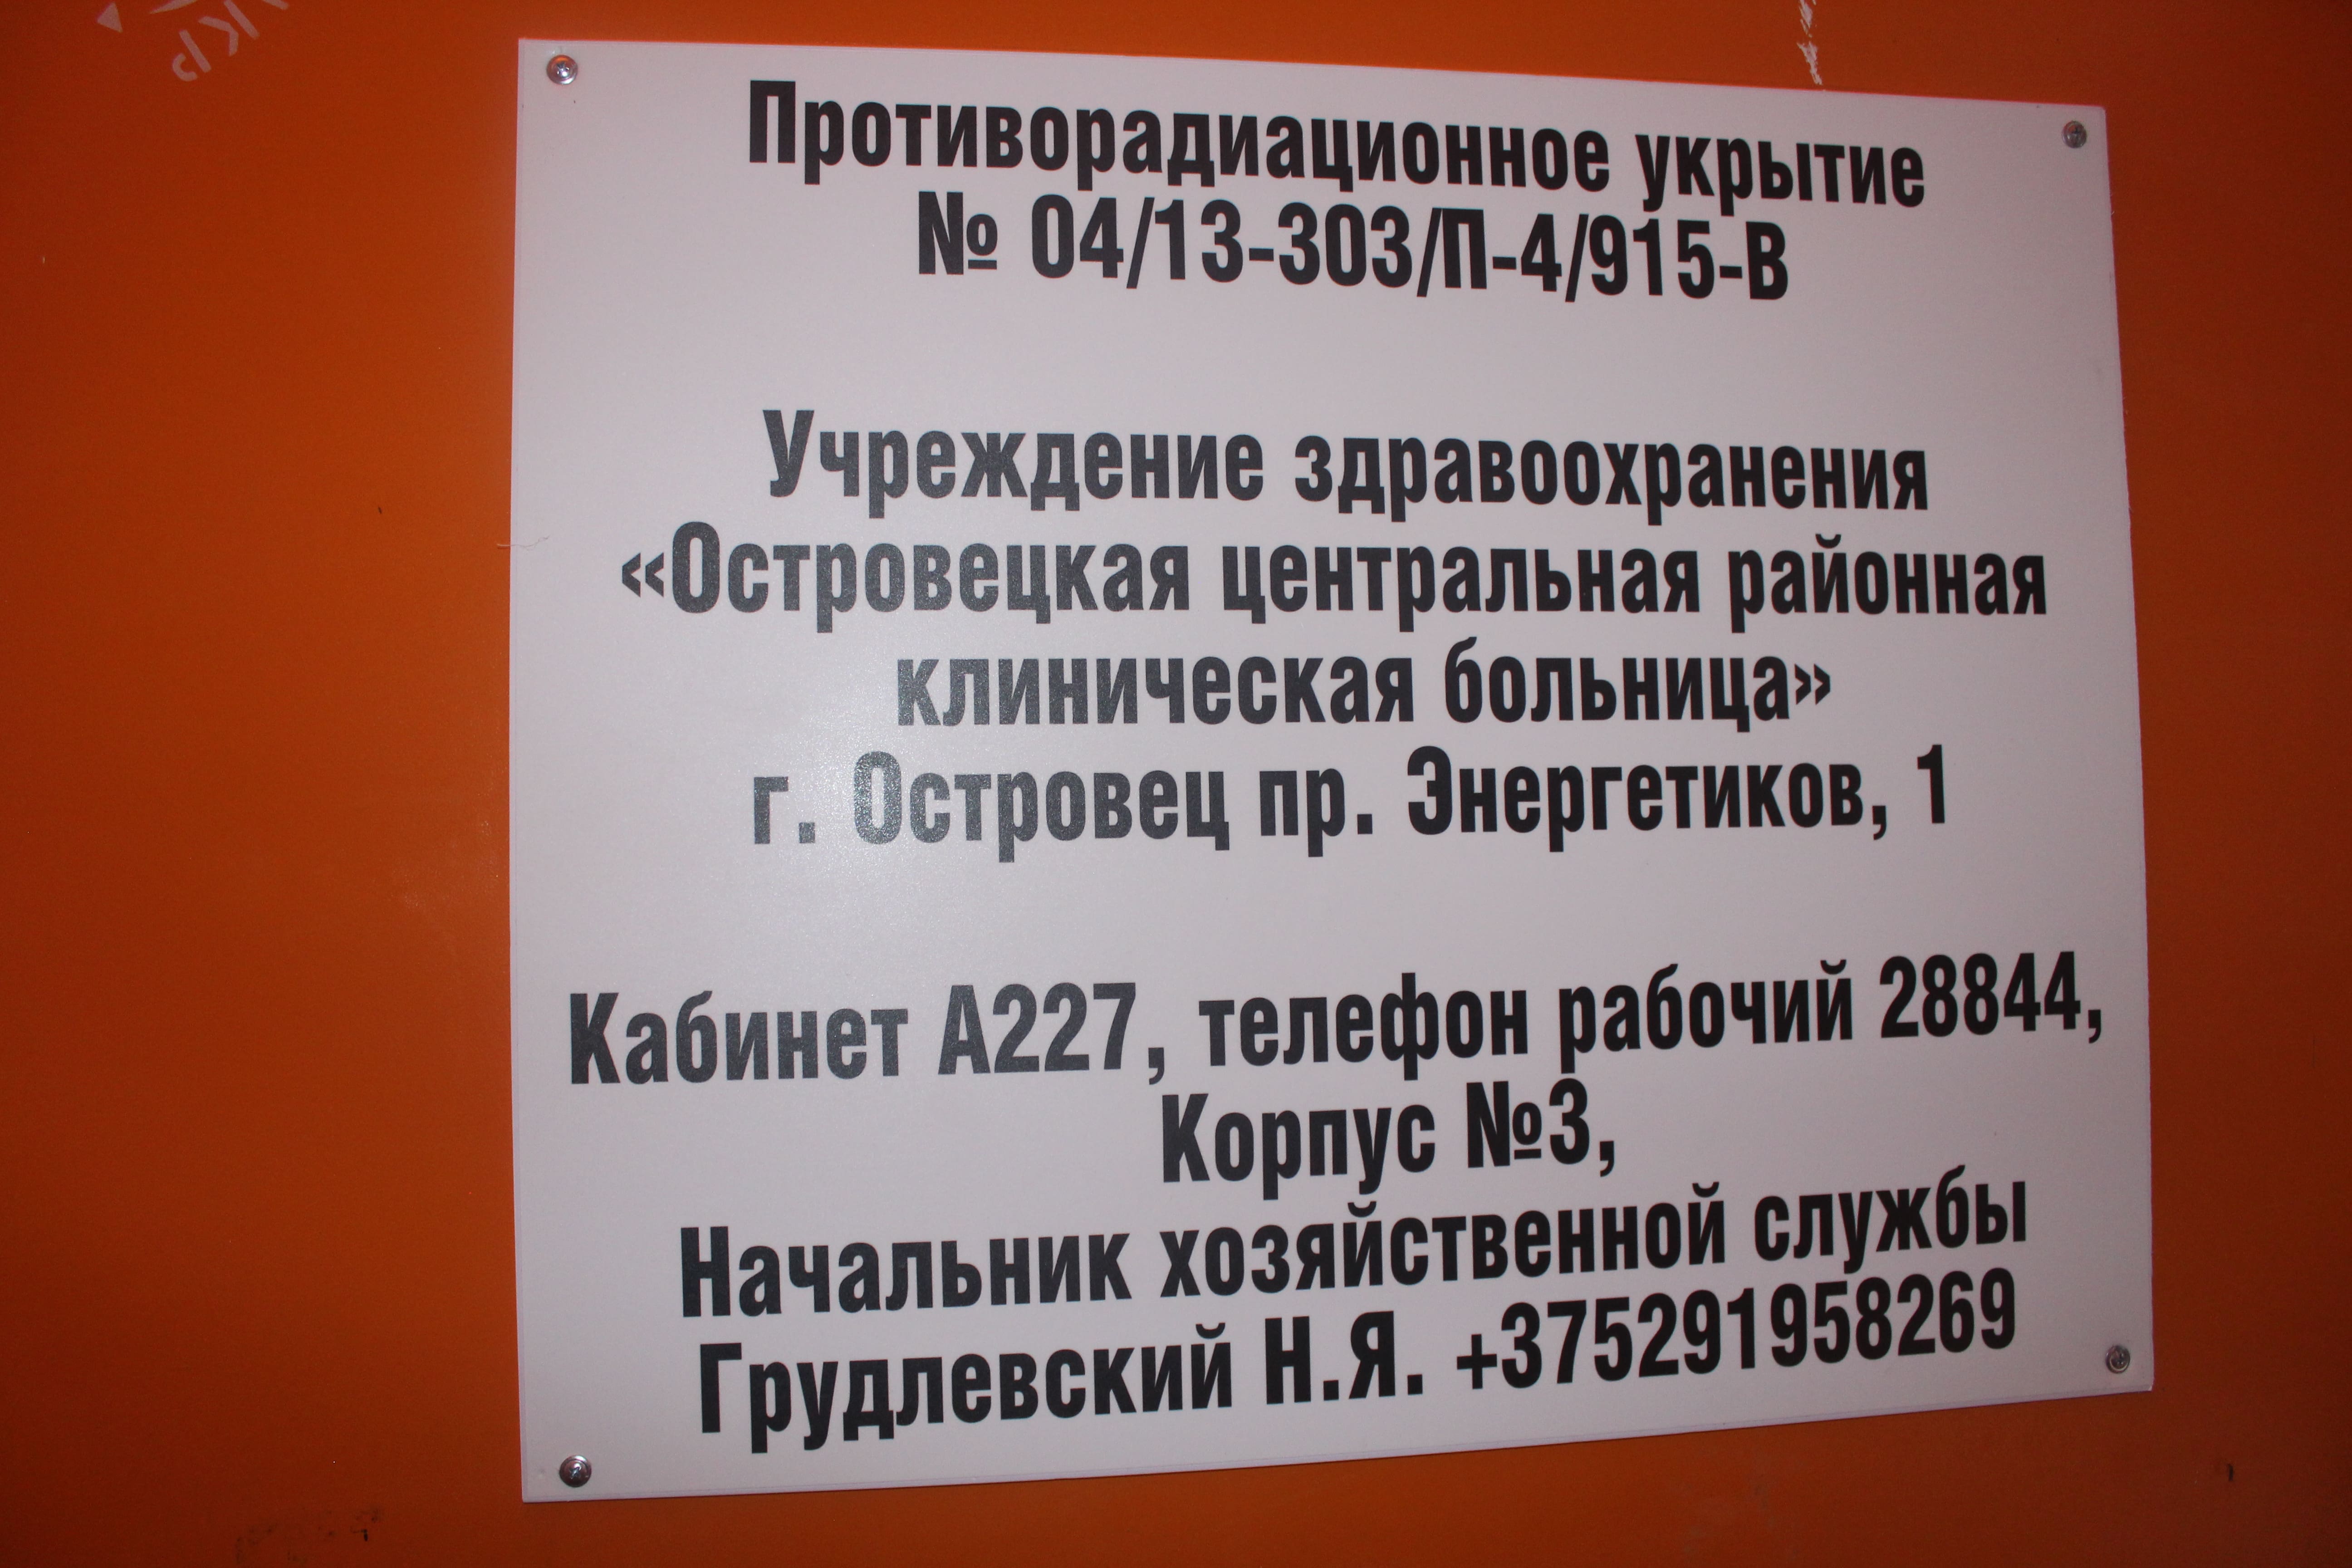 Противорадиационное укрытие
№ 04/13-303/П-4/915-В
Учреждение здравоохранения
«Островецкая центральная районная
клиническая больница»
г. Островец пр. Энергетиков, 1
Кабинет А227, телефон рабочий 28844,
Корпус №3,
Начальник хозяйственной службы
Грудлевский Н.Я. +375291958269